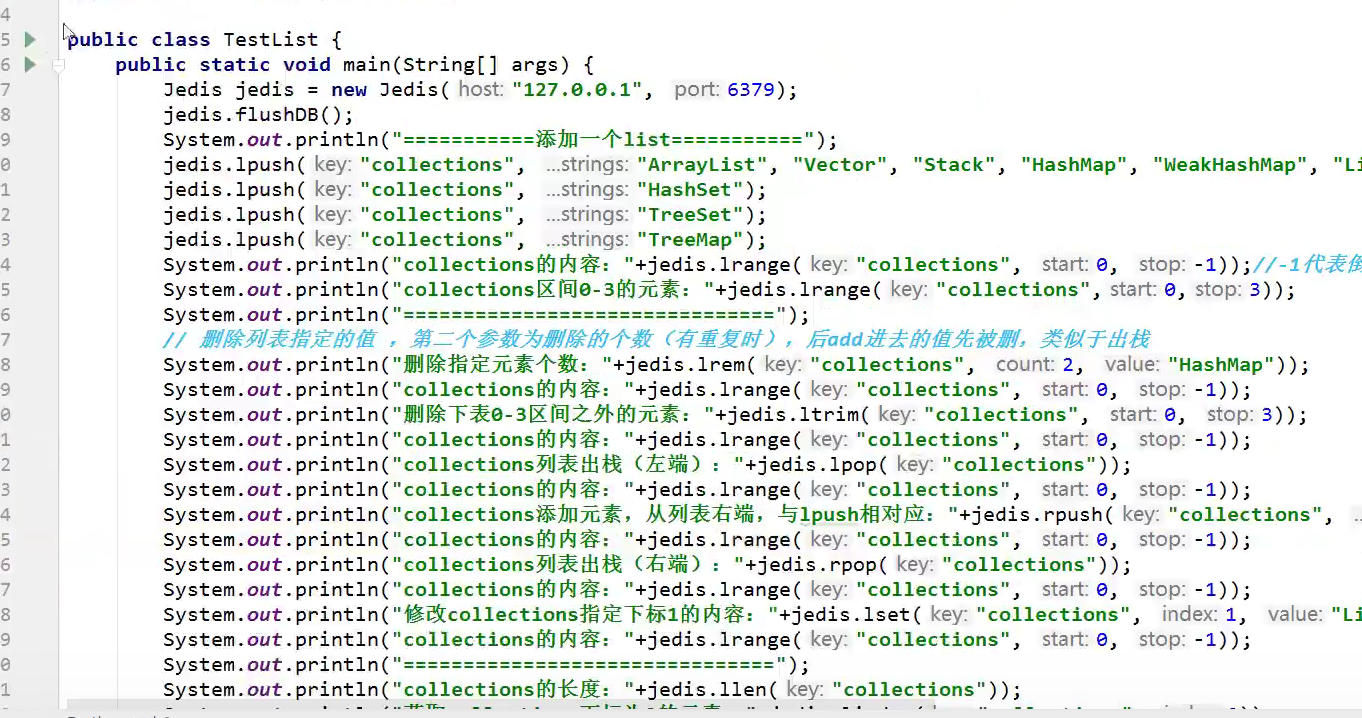 4
5 public class TestList {
6 public static void main(String[] args) {
7 Jedis jedis = new Jedis( host: "127.0.0.1", port: 6379);
8 jedis.flushDB();
9 System.out.println("===========添加一个list===========");
0 jedis.lpush( key: "collections", ...strings: "ArrayList", "Vector", "Stack", "HashMap", "WeakHashMap", "Li
1 jedis.lpush( key: "collections", ...strings: "HashSet");
2 jedis.lpush( key: "collections", ...strings: "TreeSet");
3 jedis.lpush( key: "collections", ...strings: "TreeMap");
4 System.out.println("collections的内容："+jedis.lrange( key: "collections", start: 0, stop: -1));//-1代表倒
5 System.out.println("collections区间0-3的元素："+jedis.lrange( key: "collections", start: 0, stop: 3));
6 System.out.println("===============================");
7 // 删除列表指定的值 ，第二个参数为删除的个数（有重复时），后add进去的值先被删，类似于出栈
8 System.out.println("删除指定元素个数："+jedis.lrem( key: "collections", count: 2, value: "HashMap"));
9 System.out.println("collections的内容："+jedis.lrange( key: "collections", start: 0, stop: -1));
0 System.out.println("删除下表0-3区间之外的元素："+jedis.ltrim( key: "collections", start: 0, stop: 3));
1 System.out.println("collections的内容："+jedis.lrange( key: "collections", start: 0, stop: -1));
2 System.out.println("collections列表出栈（左端）："+jedis.lpop( key: "collections"));
3 System.out.println("collections的内容："+jedis.lrange( key: "collections", start: 0, stop: -1));
4 System.out.println("collections添加元素，从列表右端，与lpush相对应："+jedis.rpush( key: "collections", ..
5 System.out.println("collections的内容："+jedis.lrange( key: "collections", start: 0, stop: -1));
6 System.out.println("collections列表出栈（右端）："+jedis.rpop( key: "collections"));
7 System.out.println("collections的内容："+jedis.lrange( key: "collections", start: 0, stop: -1));
8 System.out.println("修改collections指定下标1的内容："+jedis.lset( key: "collections", index: 1, value: "Li
9 System.out.println("collections的内容："+jedis.lrange( key: "collections", start: 0, stop: -1));
0 System.out.println("===============================");
1 System.out.println("collections的长度："+jedis.llen( key: "collections"));